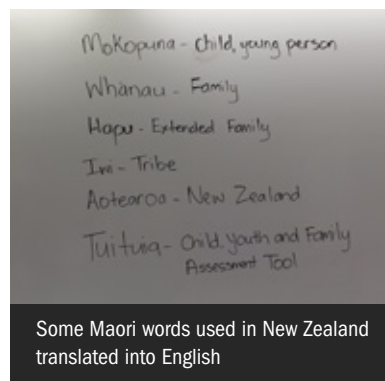 Mokopuna - Child, young person
Whānau - Family
Hapu - Extended Family
Iwi - Tribe
Aotearoa - New Zealand
Tuituia - Child, Youth and Family
Assessment Tool
Some Maori words used in New Zealand
translated into English